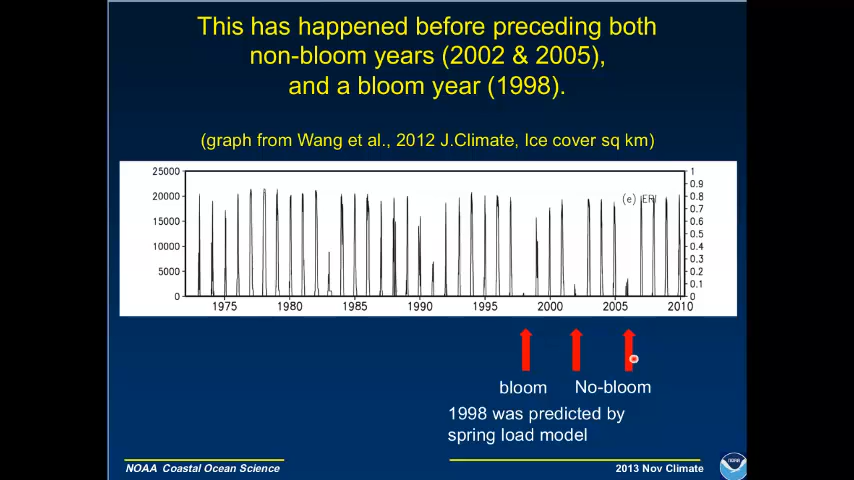 This has happened before preceding both
non-bloom years (2002 & 2005),
and a bloom year (1998).
(graph from Wang et al., 2012 J.Climate, Ice cover sq km)
25000
20000
15000
10000
5000
0
1
0.9
0.8
0.7
0.6
0.5
0.4
0.3
0.2
0.1
0
(e) ERI
1975 1980 1985 1990 1995 2000 2005 2010
bloom No-bloom
1998 was predicted by
spring load model
NOAA Coastal Ocean Science
2013 Nov Climate
NOAA